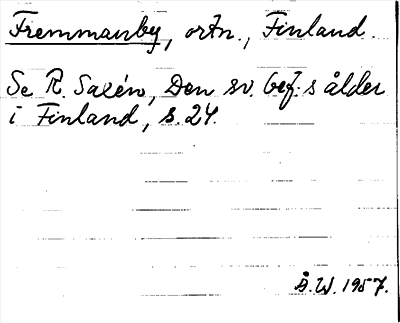 Fremmanby, ortn., Finland.
Se R. Saxén, Den sv. bef:s ålder
i Finland, s. 24.
Å.W. 1957.